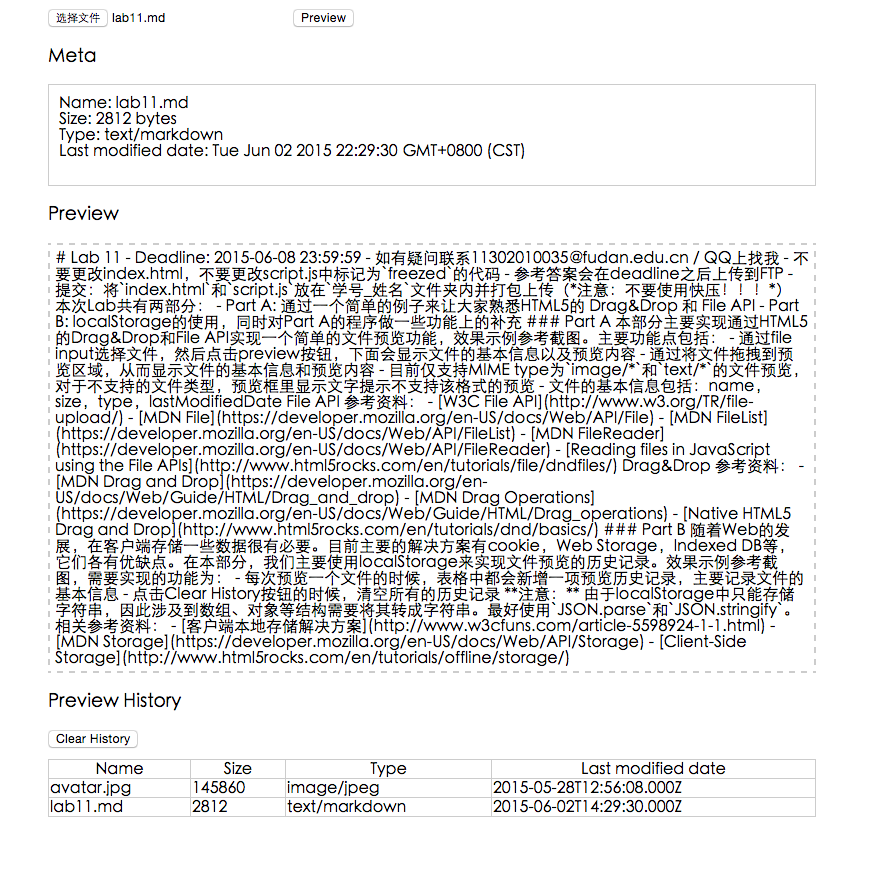 选择文件 lab11.md Preview
Meta
Name: lab11.md
Size: 2812 bytes
Type: text/markdown
Last modified date: Tue Jun 02 2015 22:29:30 GMT+0800 (CST)
Preview
# Lab 11 - Deadline: 2015-06-08 23:59:59 - 如有疑问联系11302010035@fudan.edu.cn / QQ上找我 - 不
要更改index.html，不要更改script.js中标记为`freezed`的代码 - 参考答案会在deadline之后上传到FTP -
提交：将`index.html`和`script.js`放在`学号_姓名`文件夹内并打包上传（*注意：不要使用快压！！！*）
本次Lab共有两部分： - Part A: 通过一个简单的例子来让大家熟悉HTML5的 Drag&Drop 和 File API - Part
B: localStorage的使用，同时对Part A的程序做一些功能上的补充 ### Part A 本部分主要实现通过HTML5
的Drag&Drop和File API实现一个简单的文件预览功能，效果示例参考截图。主要功能点包括： - 通过file
input选择文件，然后点击preview按钮，下面会显示文件的基本信息以及预览内容 - 通过将文件拖拽到预
览区域，从而显示文件的基本信息和预览内容 - 目前仅支持MIME type为`image/*`和`text/*`的文件预览，
对于不支持的文件类型，预览框里显示文字提示不支持该格式的预览 - 文件的基本信息包括：name，
size，type，lastModifiedDate File API 参考资料： - [W3C File API](http://www.w3.org/TR/file-
upload/) - [MDN File](https://developer.mozilla.org/en-US/docs/Web/API/File) - [MDN FileList]
(https://developer.mozilla.org/en-US/docs/Web/API/FileList) - [MDN FileReader]
(https://developer.mozilla.org/en-US/docs/Web/API/FileReader) - [Reading files in JavaScript
using the File APIs](http://www.html5rocks.com/en/tutorials/file/dndfiles/) Drag&Drop 参考资料： -
[MDN Drag and Drop](https://developer.mozilla.org/en-
US/docs/Web/Guide/HTML/Drag_and_drop) - [MDN Drag Operations]
(https://developer.mozilla.org/en-US/docs/Web/Guide/HTML/Drag_operations) - [Native HTML5
Drag and Drop](http://www.html5rocks.com/en/tutorials/dnd/basics/) ### Part B 随着Web的发
展，在客户端存储一些数据很有必要。目前主要的解决方案有cookie，Web Storage，Indexed DB等，
它们各有优缺点。在本部分，我们主要使用localStorage来实现文件预览的历史记录。效果示例参考截
图，需要实现的功能为： - 每次预览一个文件的时候，表格中都会新增一项预览历史记录，主要记录文件的
基本信息 - 点击Clear History按钮的时候，清空所有的历史记录 **注意：** 由于localStorage中只能存储
字符串，因此涉及到数组、对象等结构需要将其转成字符串。最好使用`JSON.parse`和`JSON.stringify`。
相关参考资料： - [客户端本地存储解决方案](http://www.w3cfuns.com/article-5598924-1-1.html) -
[MDN Storage](https://developer.mozilla.org/en-US/docs/Web/API/Storage) - [Client-Side
Storage](http://www.html5rocks.com/en/tutorials/offline/storage/)
Preview History
Clear History
Name Size Type Last modified date
avatar.jpg 145860 image/jpeg 2015-05-28T12:56:08.000Z
lab11.md 2812 text/markdown 2015-06-02T14:29:30.000Z